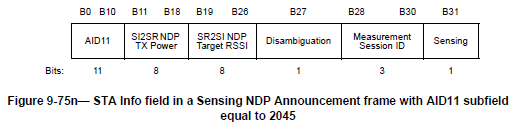 B0 B10 B11 B18 B19 B26 B27 B28 B30 B31
AID11 SI2SR NDP TX Power SR2SI NDP Target RSSI Disambiguation Measurement Session ID Sensing
Bits: 11 8 8 1 3 1
Figure 9-75n— STA Info field in a Sensing NDP Announcement frame with AID11 subfield
equal to 2045